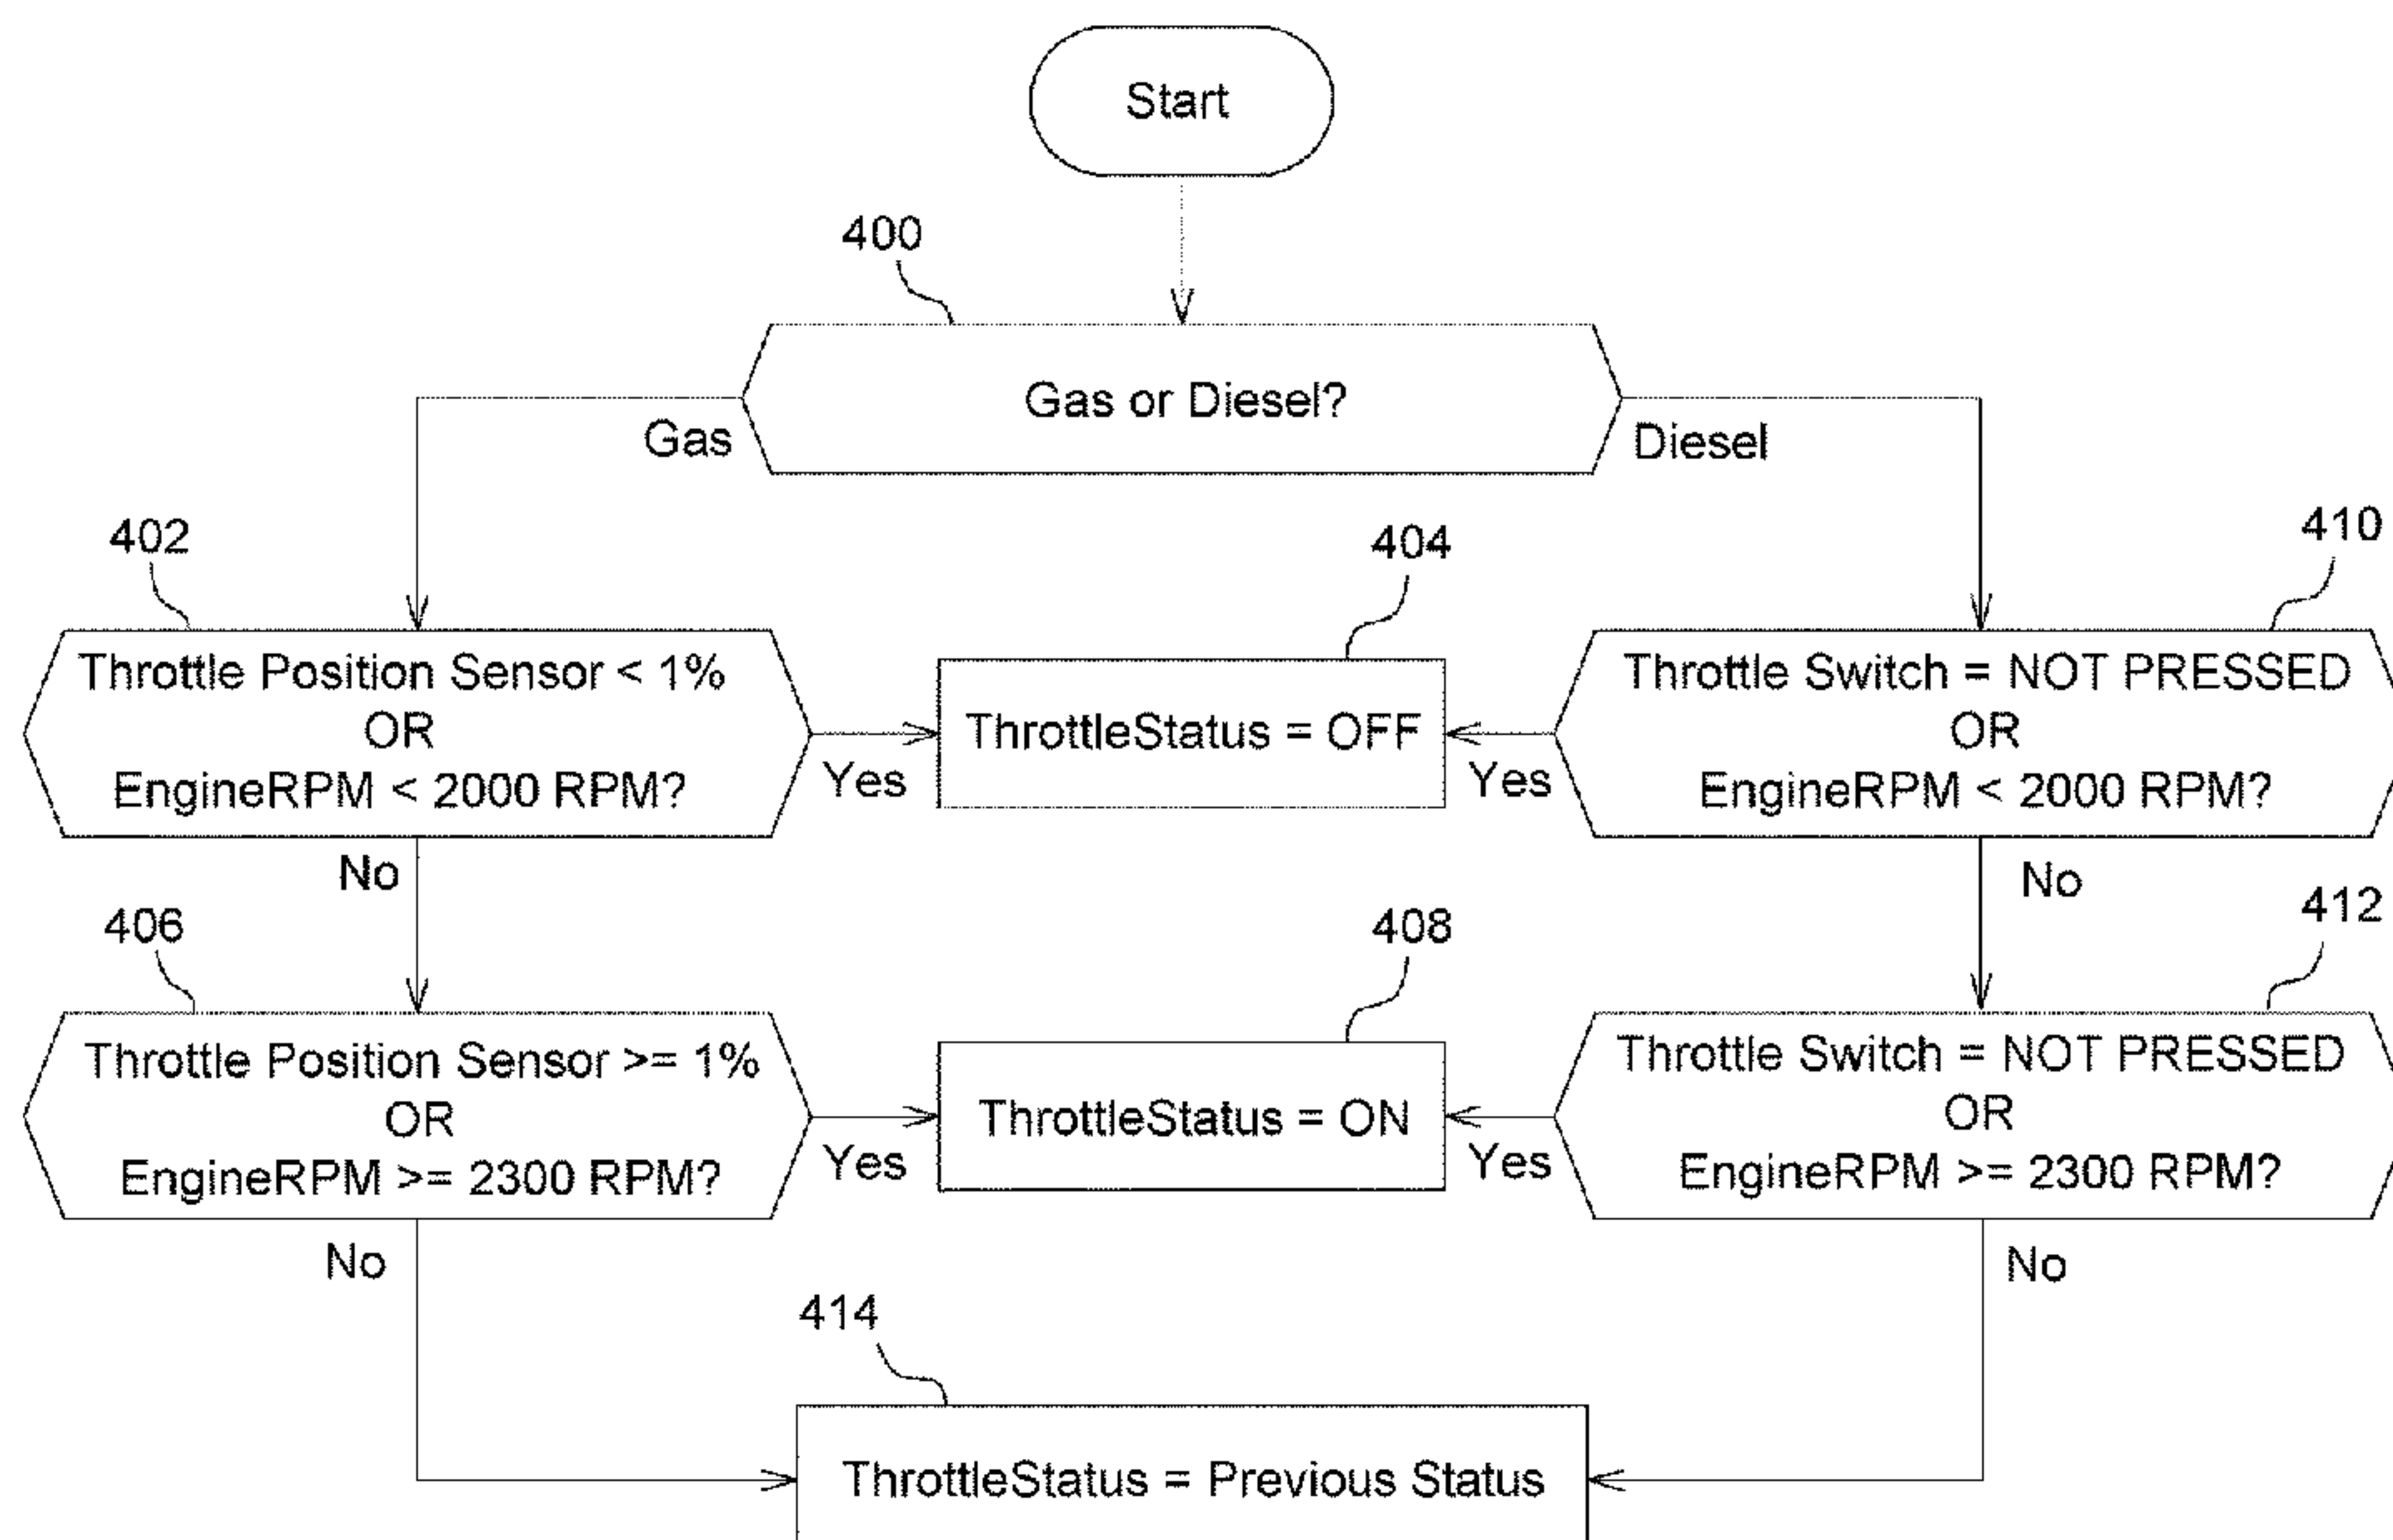 Start
400
Gas or Diesel?
Gas
Diesel
402
404
410
Throttle Position Sensor < 1%
OR
EngineRPM < 2000 RPM?
Yes
ThrottleStatus = OFF
Yes
Throttle Switch = NOT PRESSED
OR
EngineRPM < 2000 RPM?
No
No
406
408
412
Throttle Position Sensor >= 1%
OR
EngineRPM >= 2300 RPM?
Yes
ThrottleStatus = ON
Yes
Throttle Switch = NOT PRESSED
OR
EngineRPM >= 2300 RPM?
No
No
414
ThrottleStatus = Previous Status